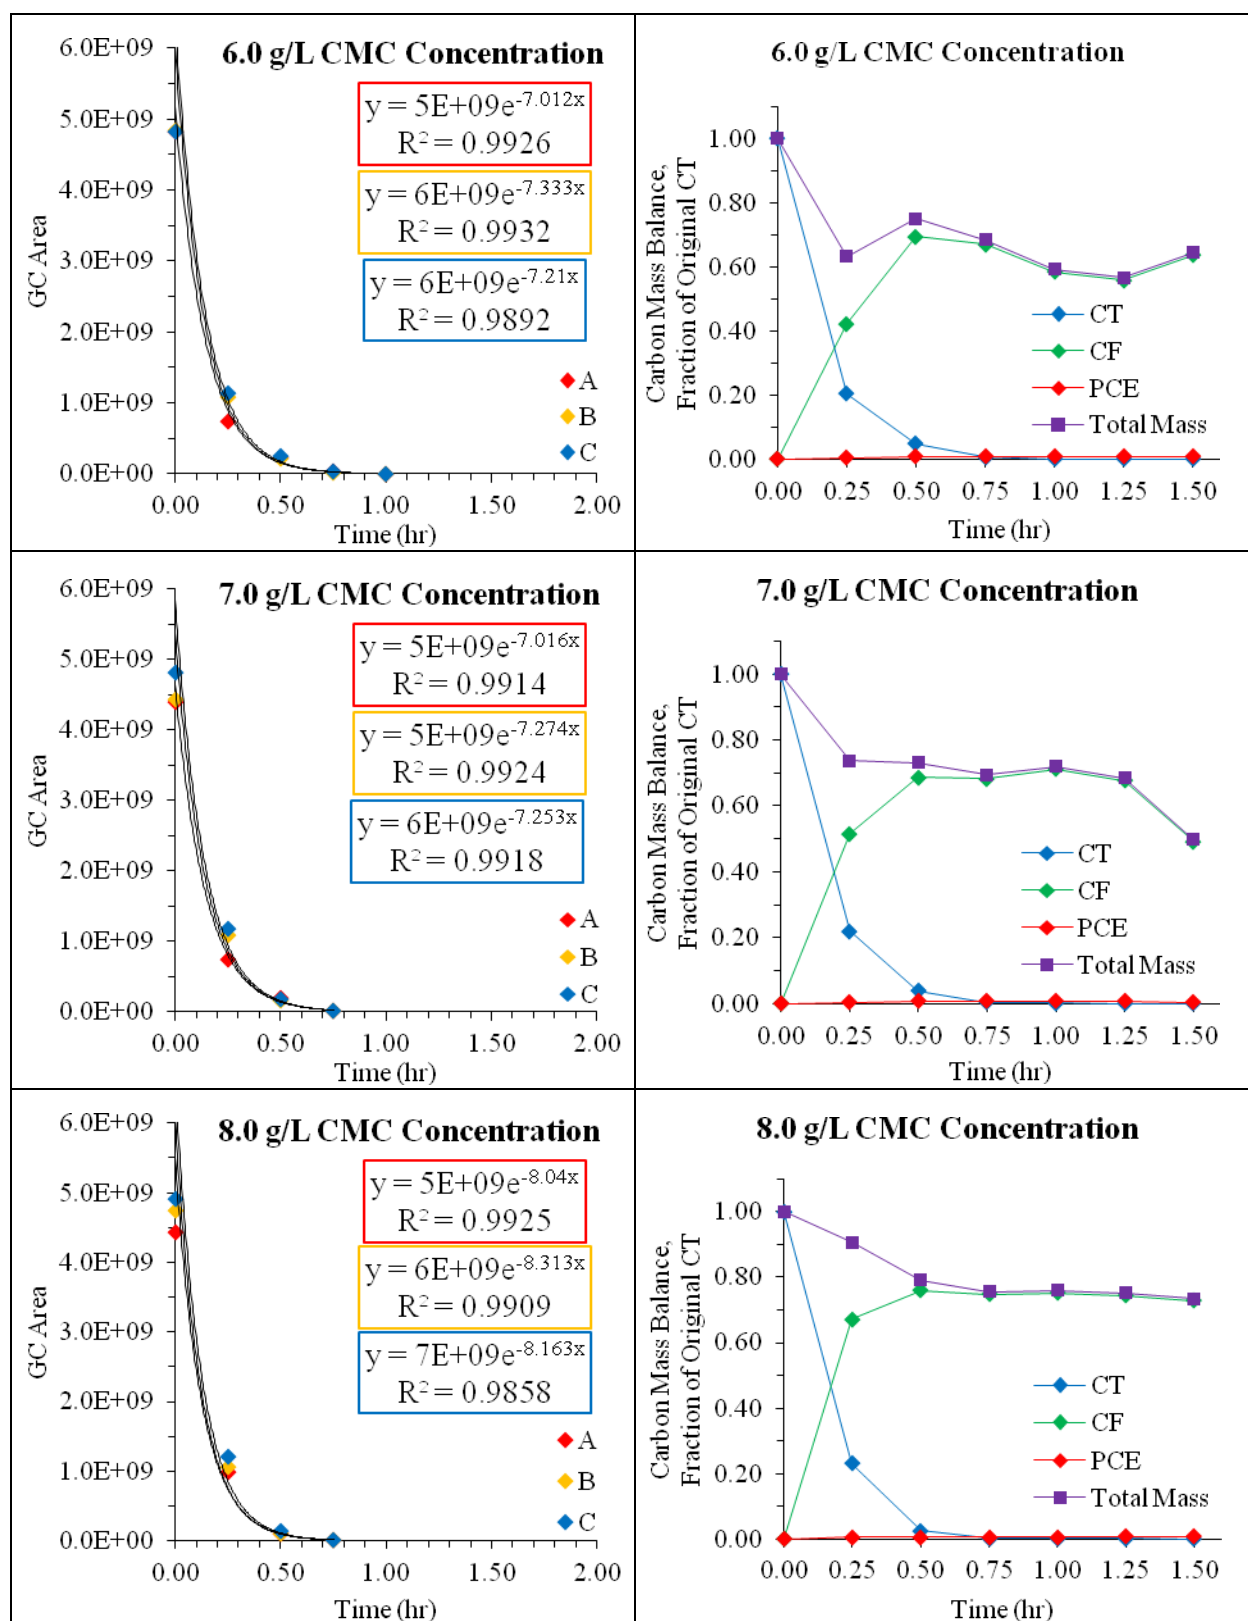 6.0 g/L CMC Concentration
y = 5E+09e^-7.012x
R² = 0.9926
y = 6E+09e^-7.333x
R² = 0.9932
y = 6E+09e^-7.21x
R² = 0.9892
GC Area
6.0E+09
5.0E+09
4.0E+09
3.0E+09
2.0E+09
1.0E+09
0.0E+00
A
B
C
0.00 0.50 1.00 1.50 2.00
Time (hr)
6.0 g/L CMC Concentration
Carbon Mass Balance,
Fraction of Original CT
1.00
0.80
0.60
0.40
0.20
0.00
CT
CF
PCE
Total Mass
0.00 0.25 0.50 0.75 1.00 1.25 1.50
Time (hr)
7.0 g/L CMC Concentration
y = 5E+09e^-7.016x
R² = 0.9914
y = 5E+09e^-7.274x
R² = 0.9924
y = 6E+09e^-7.253x
R² = 0.9918
GC Area
6.0E+09
5.0E+09
4.0E+09
3.0E+09
2.0E+09
1.0E+09
0.0E+00
A
B
C
0.00 0.50 1.00 1.50 2.00
Time (hr)
7.0 g/L CMC Concentration
Carbon Mass Balance,
Fraction of Original CT
1.00
0.80
0.60
0.40
0.20
0.00
CT
CF
PCE
Total Mass
0.00 0.25 0.50 0.75 1.00 1.25 1.50
Time (hr)
8.0 g/L CMC Concentration
y = 5E+09e^-8.04x
R² = 0.9925
y = 6E+09e^-8.313x
R² = 0.9909
y = 7E+09e^-8.163x
R² = 0.9858
GC Area
6.0E+09
5.0E+09
4.0E+09
3.0E+09
2.0E+09
1.0E+09
0.0E+00
A
B
C
0.00 0.50 1.00 1.50 2.00
Time (hr)
8.0 g/L CMC Concentration
Carbon Mass Balance,
Fraction of Original CT
1.00
0.80
0.60
0.40
0.20
0.00
CT
CF
PCE
Total Mass
0.00 0.25 0.50 0.75 1.00 1.25 1.50
Time (hr)